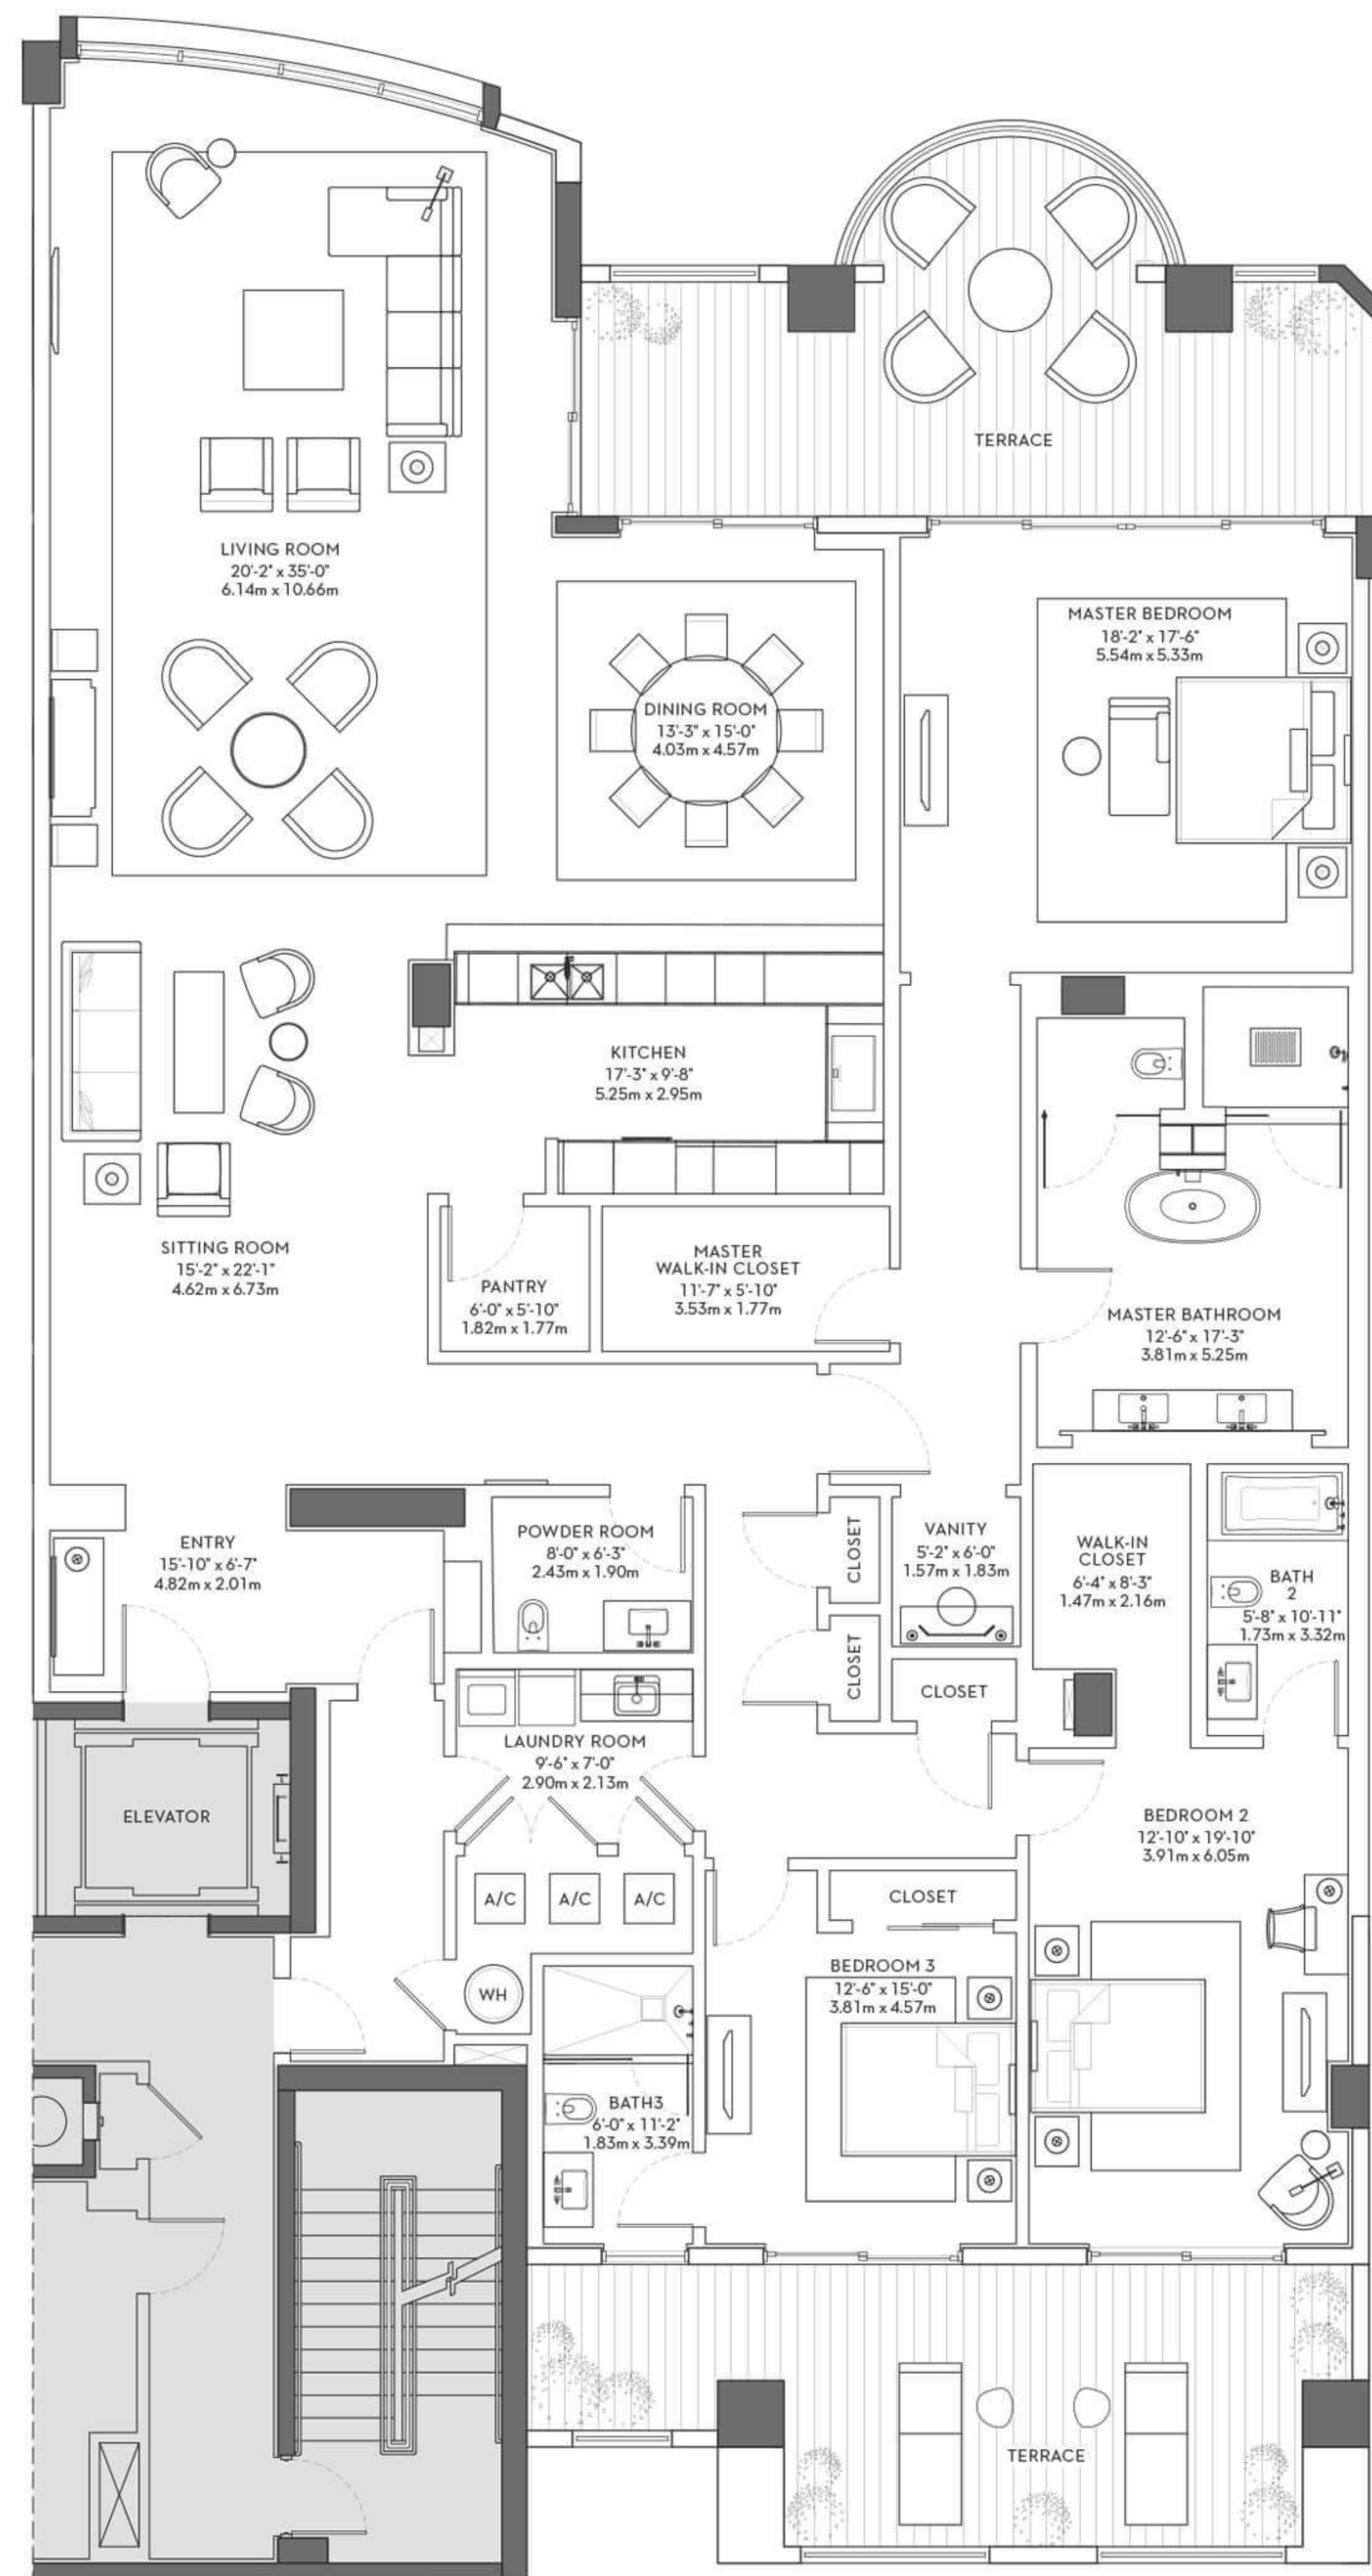 TERRACE
LIVING ROOM
20'-2" x 35'-0"
6.14m x 10.66m
MASTER BEDROOM
18'-2" x 17'-6"
5.54m x 5.33m
DINING ROOM
13'-3" x 15'-0"
4.03m x 4.57m
KITCHEN
17'-3" x 9'-8"
5.25m x 2.95m
SITTING ROOM
15'-2" x 22'-1"
4.62m x 6.73m
PANTRY
6'-0" x 5'-10"
1.82m x 1.77m
MASTER
WALK-IN CLOSET
11'-7" x 5'-10"
3.53m x 1.77m
MASTER BATHROOM
12'-6" x 17'-3"
3.81m x 5.25m
ENTRY
15'-10" x 6'-7"
4.82m x 2.01m
POWDER ROOM
8'-0" x 6'-3"
2.43m x 1.90m
CLOSET
VANITY
5'-2" x 6'-0"
1.57m x 1.83m
WALK-IN
CLOSET
6'-4" x 8'-3"
1.47m x 2.16m
BATH
2
5'-8" x 10'-11"
1.73m x 3.32m
CLOSET
CLOSET
LAUNDRY ROOM
9'-6" x 7'-0"
2.90m x 2.13m
ELEVATOR
BEDROOM 2
12'-10" x 19'-10"
3.91m x 6.05m
A/C
A/C
A/C
CLOSET
WH
BEDROOM 3
12'-6" x 15'-0"
3.81m x 4.57m
BATH3
6'-0" x 11'-2"
1.83m x 3.39m
TERRACE